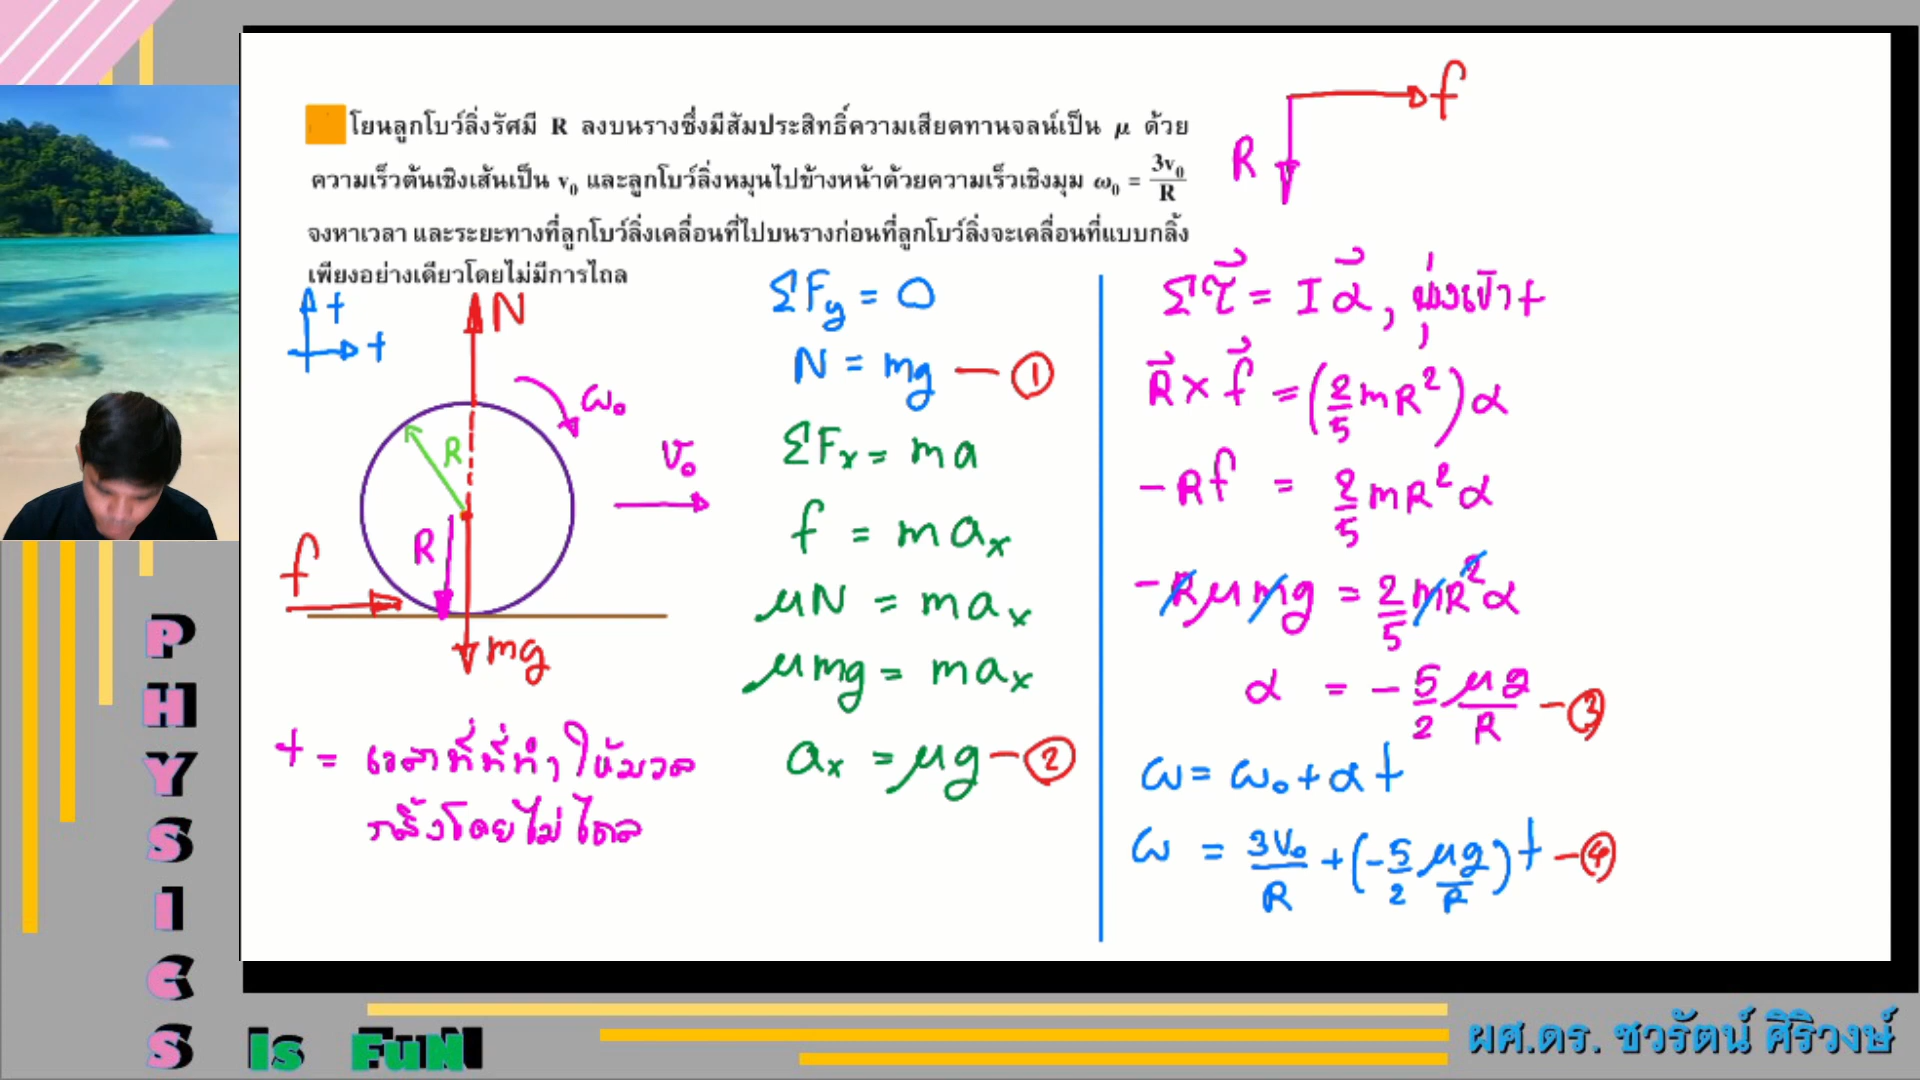 โยนลูกโบว์ลิ่งรัศมี R ลงบนรางซึ่งมีสัมประสิทธิ์ความเสียดทานจลน์เป็น μ ด้วย
ความเร็วต้นเชิงเส้นเป็น v₀ และลูกโบว์ลิ่งหมุนไปข้างหน้าด้วยความเร็วเชิงมุม ω₀ = 3v₀/R
จงหาเวลา และระยะทางที่ลูกโบว์ลิ่งเคลื่อนที่ไปบนรางก่อนที่ลูกโบว์ลิ่งจะเคลื่อนที่แบบกลิ้ง
เพียงอย่างเดียวโดยไม่มีการไถล
+
+
N
ω₀
R
v₀
R
f
mg
t = เวลาที่ที่ทำให้มวล
กลิ้งโดยไม่ไถล
ΣFy = 0
N = mg — ①
ΣFx = ma
f = max
μN = max
μmg = max
ax = μg — ②
f
R
Στ⃗ = Iα⃗, พุ่งเข้า +
R⃗ × f⃗ = (2/5 mR²)α
-Rf = 2/5 mR²α
-Rμmg = 2/5 mR²α
α = -5/2 μg/R — ③
ω = ω₀ + αt
ω = 3v₀/R + (-5/2 μg/R)t — ④
PHYSICS
Is FuN
ผศ.ดร. ชวรัตน์ ศิริวงษ์